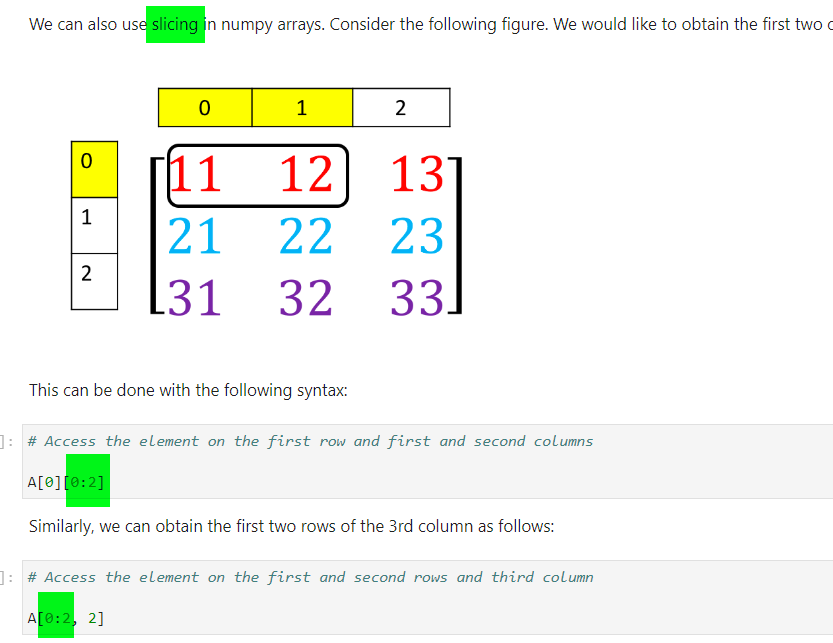 We can also use slicing in numpy arrays. Consider the following figure. We would like to obtain the first two
0 1 2
0 11 12 13
1 21 22 23
2 31 32 33
This can be done with the following syntax:
]: # Access the element on the first row and first and second columns
A[0][0:2]
Similarly, we can obtain the first two rows of the 3rd column as follows:
]: # Access the element on the first and second rows and third column
A[0:2, 2]